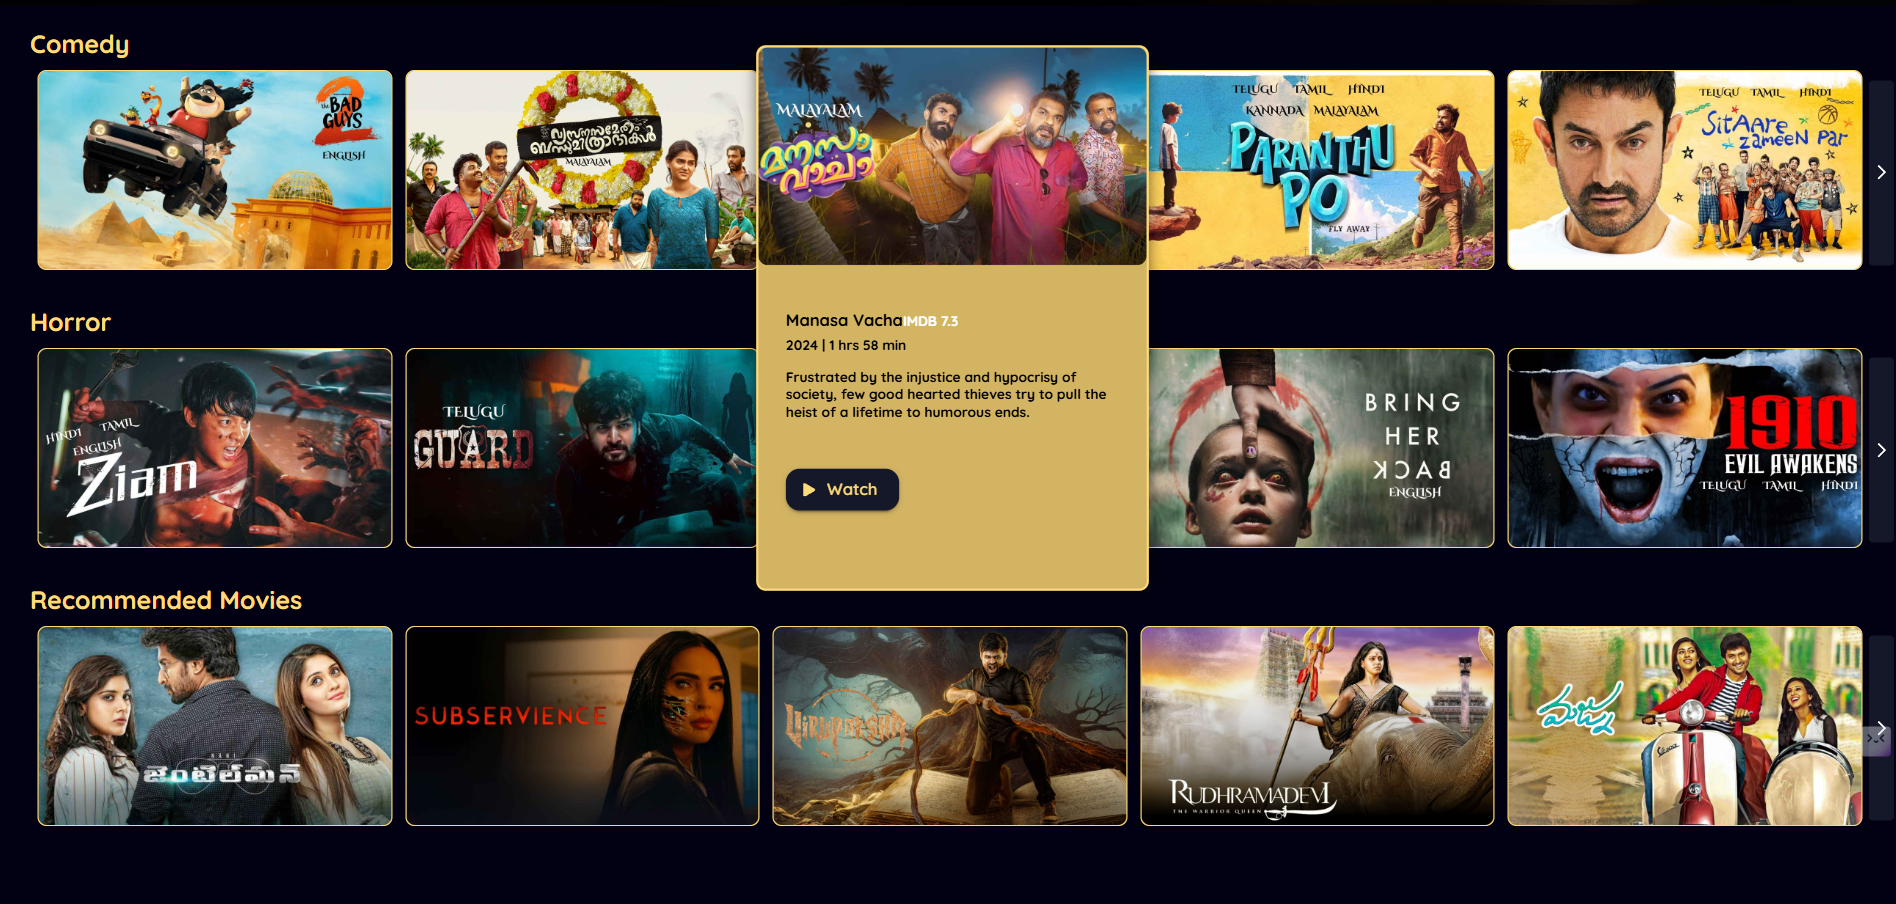 Comedy
2
the BAD
GUYS
ENGLISH
വ്യസനസമേതം
ബന്ധുമിത്രാദികൾ
MALAYALAM
MALAYALAM
മനസാ
വാചാ
TELUGU TAMIL HINDI
KANNADA MALAYALAM
PARANTHU
PO
FLY AWAY
TELUGU TAMIL HINDI
SitAAre
zameen Par
Horror
Manasa VachaIMDB 7.3
2024 | 1 hrs 58 min
Frustrated by the injustice and hypocrisy of
society, few good hearted thieves try to pull the
heist of a lifetime to humorous ends.
Watch
HINDI TAMIL
ENGLISH
Ziam
TELUGU
GUARD
BRING
HER
BACK
ENGLISH
1910
EVIL AWAKENS
TELUGU TAMIL HINDI
Recommended Movies
NANI
జెంటిల్‌మన్
SUBSERVIENCE
VIRUPAKSHA
RUDHRAMADEVI
THE WARRIOR QUEEN
మజ్ను